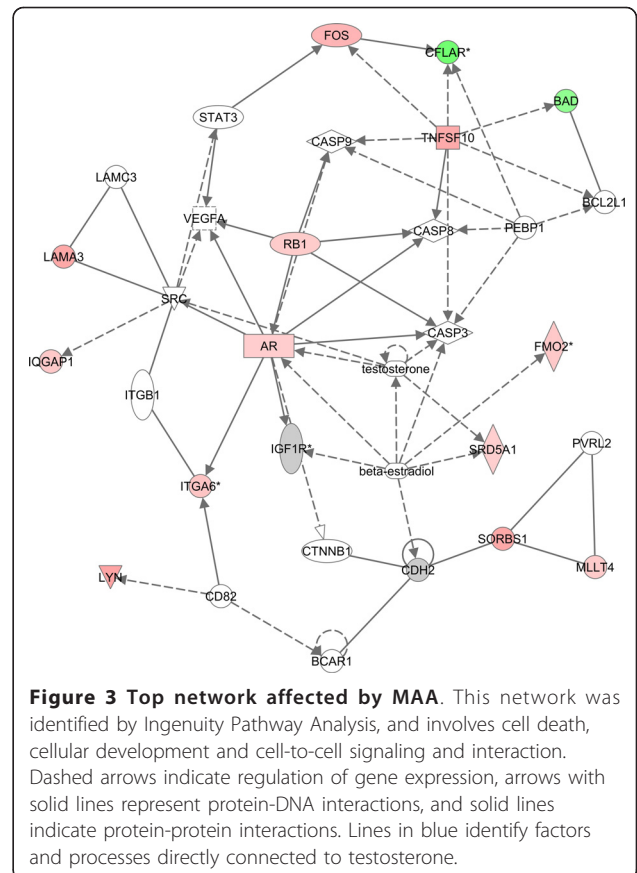 FOS
CFLAR*
BAD
STAT3
CASP9
TNFSF10
LAMC3
BCL2L1
VEGFA
PEBP1
CASP8
RB1
LAMA3
SRC
AR
CASP3
IQGAP1
FMO2*
testosterone
ITGB1
IGF1R*
SRD5A1
PVRL2
beta-estradiol
ITGA6*
SORBS1
CTNNB1
MLLT4
CDH2
LYN
CD82
BCAR1
Figure 3 Top network affected by MAA. This network was
identified by Ingenuity Pathway Analysis, and involves cell death,
cellular development and cell-to-cell signaling and interaction.
Dashed arrows indicate regulation of gene expression, arrows with
solid lines represent protein-DNA interactions, and solid lines
indicate protein-protein interactions. Lines in blue identify factors
and processes directly connected to testosterone.